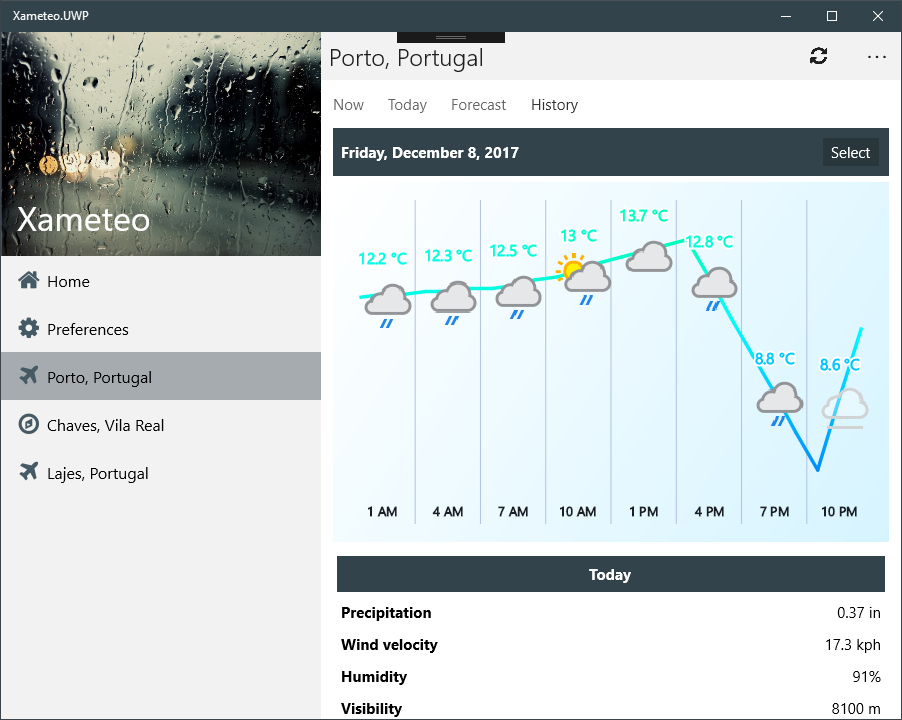 Xameteo.UWP
Xameteo
Home
Preferences
Porto, Portugal
Chaves, Vila Real
Lajes, Portugal
Porto, Portugal
Now Today Forecast History
Friday, December 8, 2017 Select
12.2 °C 12.3 °C 12.5 °C 13 °C 13.7 °C 12.8 °C 8.8 °C 8.6 °C
1 AM 4 AM 7 AM 10 AM 1 PM 4 PM 7 PM 10 PM
Today
Precipitation 0.37 in
Wind velocity 17.3 kph
Humidity 91%
Visibility 8100 m